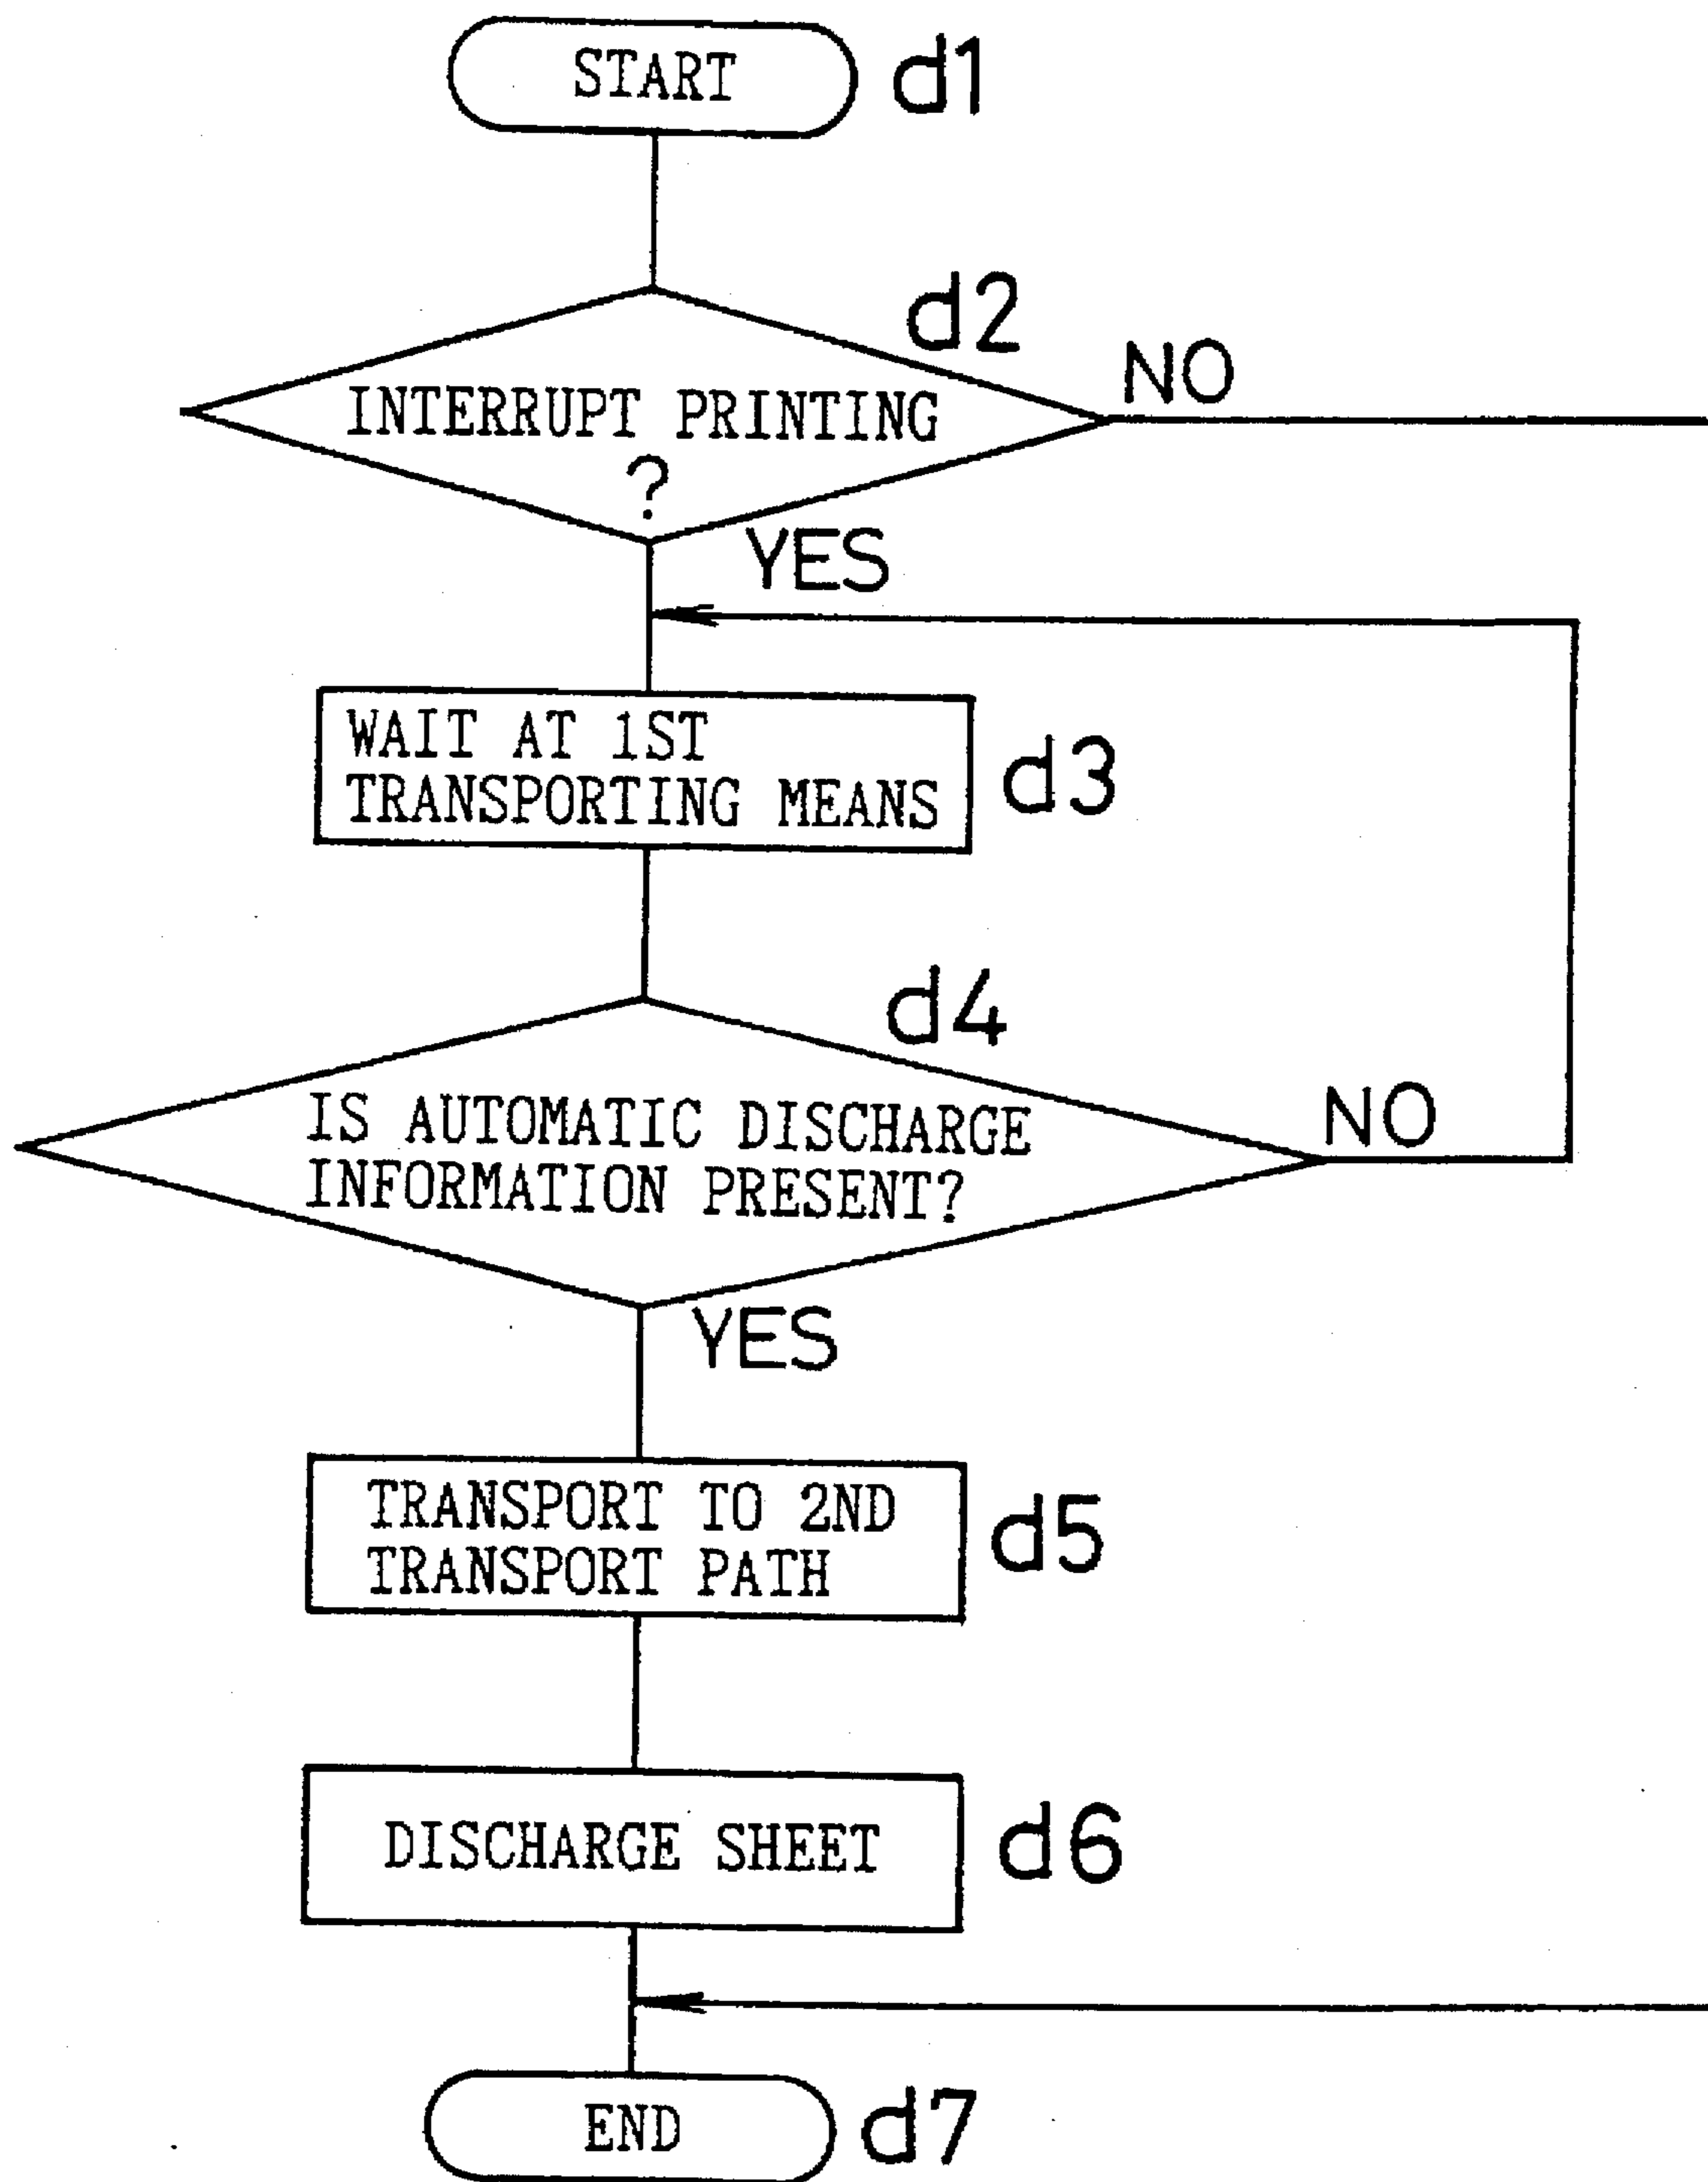 START
d1
d2
NO
INTERRUPT PRINTING
?
YES
WAIT AT 1ST
TRANSPORTING MEANS
d3
d4
NO
IS AUTOMATIC DISCHARGE
INFORMATION PRESENT?
YES
TRANSPORT TO 2ND
TRANSPORT PATH
d5
DISCHARGE SHEET
d6
END
d7